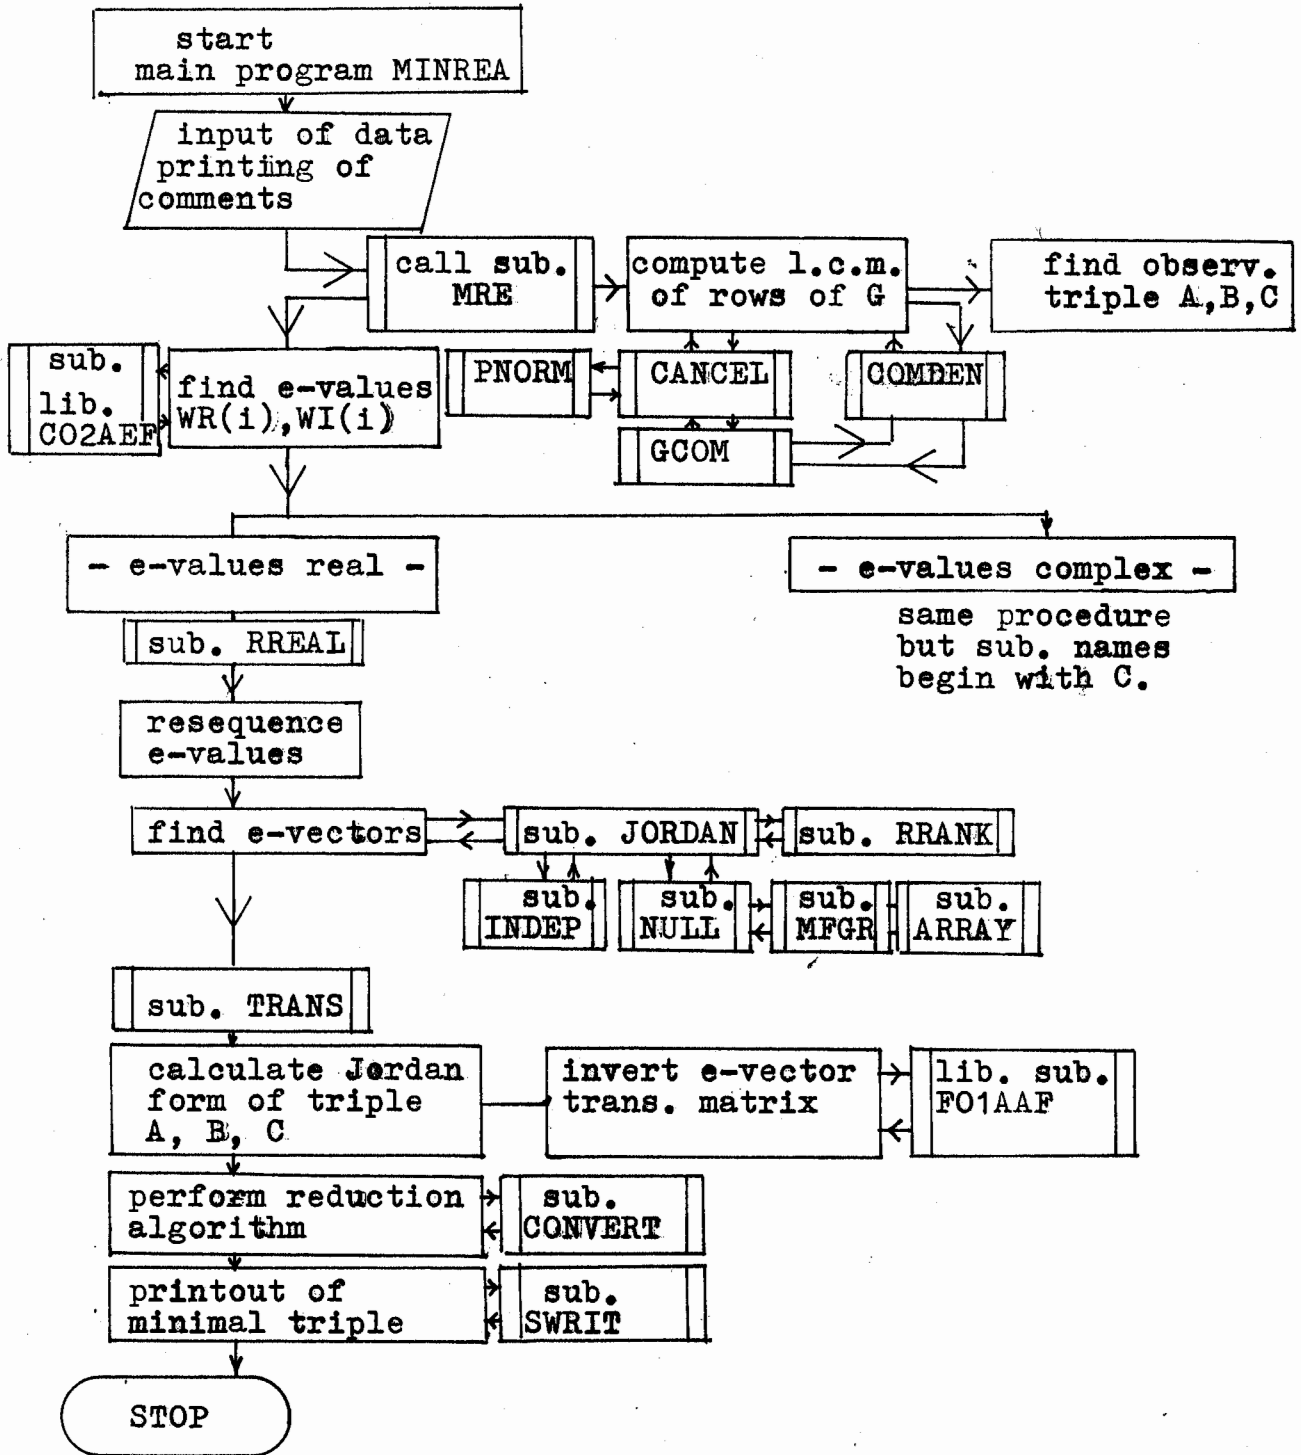 start
main program MINREA
input of data
printing of
comments
call sub.
MRE
compute l.c.m.
of rows of G
find observ.
triple A,B,C
sub.
lib.
CO2AEF
find e-values
WR(i),WI(i)
PNORM
CANCEL
COMDEN
GCOM
- e-values real -
- e-values complex -
same procedure
but sub. names
begin with C.
sub. RREAL
resequence
e-values
find e-vectors
sub. JORDAN
sub. RRANK
sub.
INDEP
sub.
NULL
sub.
MFGR
sub.
ARRAY
sub. TRANS
calculate Jordan
form of triple
A, B, C
invert e-vector
trans. matrix
lib. sub.
F01AAF
perform reduction
algorithm
sub.
CONVERT
printout of
minimal triple
sub.
SWRIT
STOP